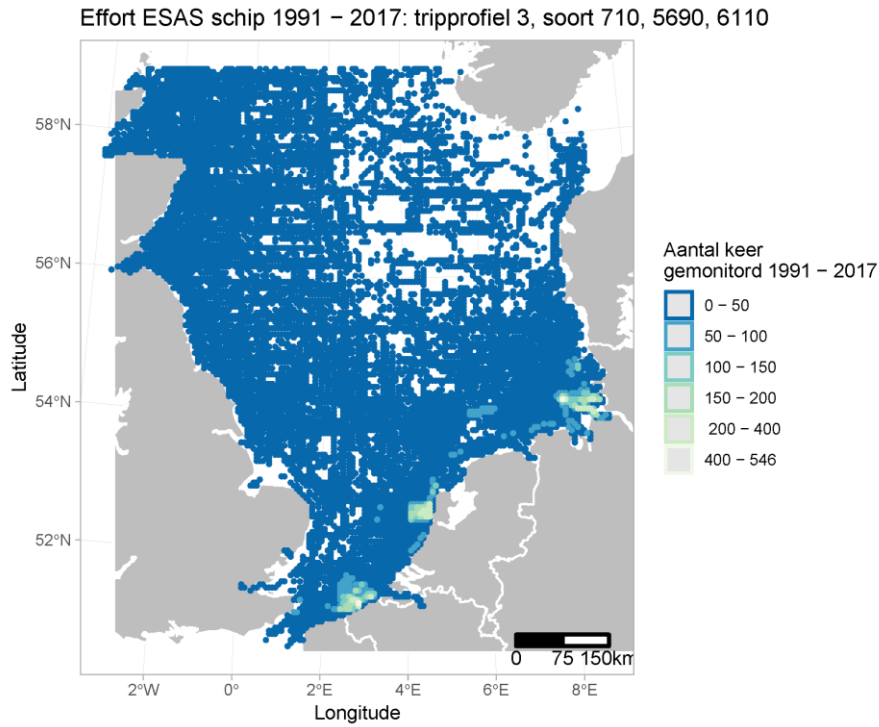 Effort ESAS schip 1991 − 2017: tripprofiel 3, soort 710, 5690, 6110
58°N
56°N
54°N
52°N
Latitude
2°W 0° 2°E 4°E 6°E 8°E
Longitude
0 75 150km
Aantal keer
gemonitord 1991 − 2017
0 − 50
50 − 100
100 − 150
150 − 200
200 − 400
400 − 546